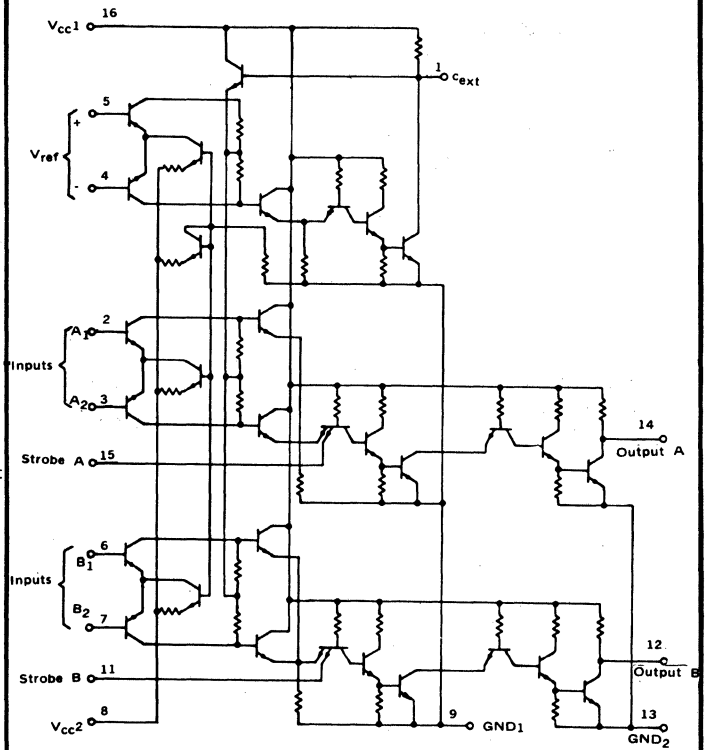 16
Vcc1
1
cext
5
+
Vref
4
-
2
A1
Inputs
A2
3
14
Output A
Strobe A
15
6
B1
Inputs
B2
7
12
Output B
11
Strobe B
8
Vcc2
9
GND1
13
GND2